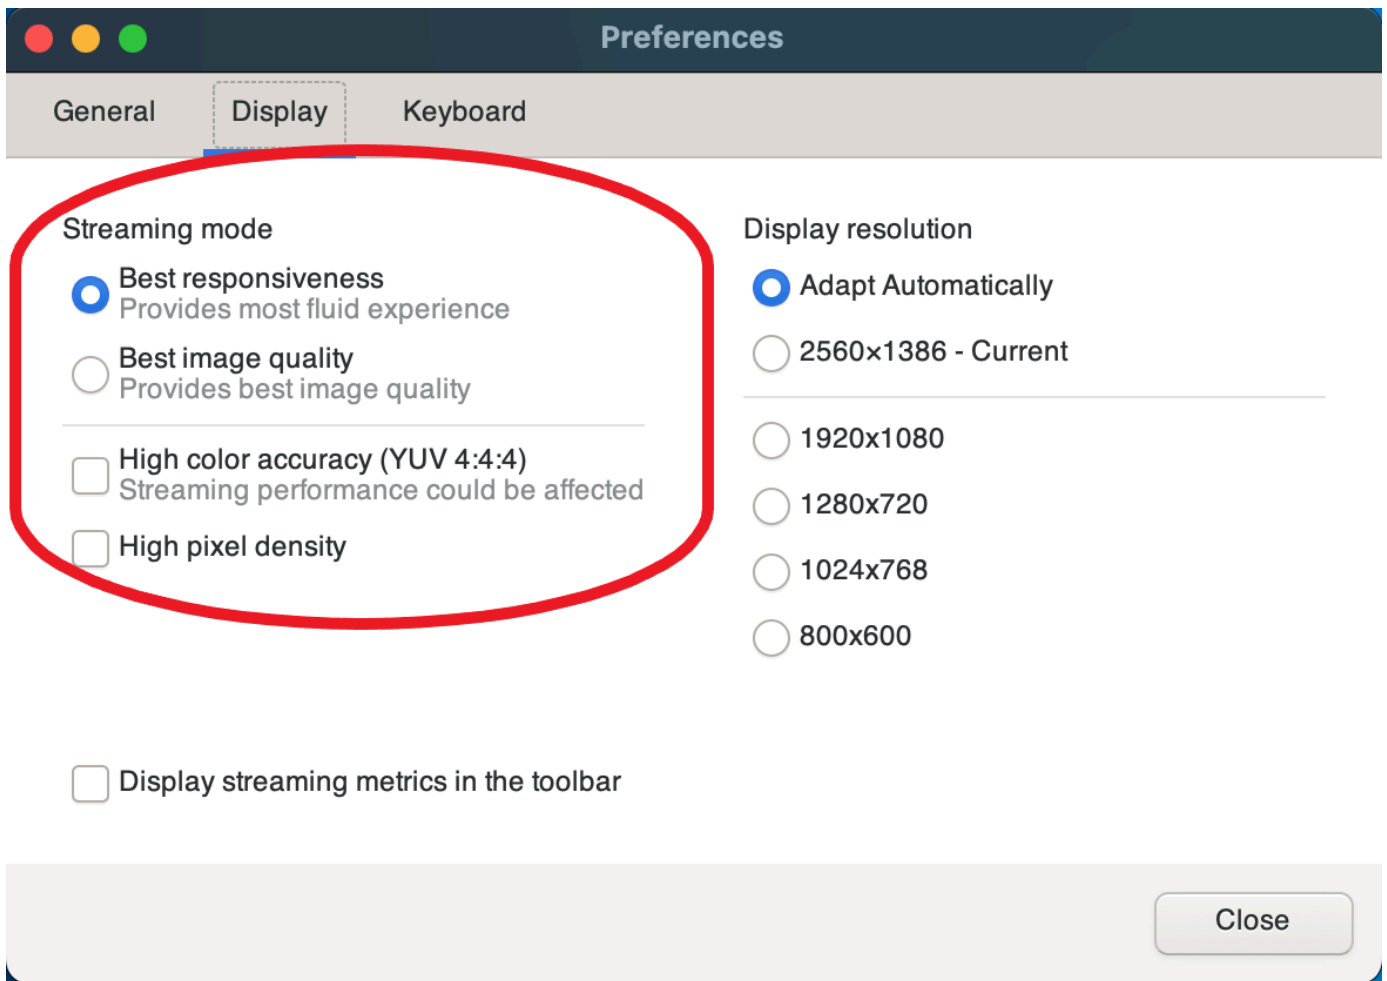 Preferences
General
Display
Keyboard
Streaming mode
Best responsiveness
Provides most fluid experience
Best image quality
Provides best image quality
High color accuracy (YUV 4:4:4)
Streaming performance could be affected
High pixel density
Display resolution
Adapt Automatically
2560×1386 - Current
1920x1080
1280x720
1024x768
800x600
Display streaming metrics in the toolbar
Close